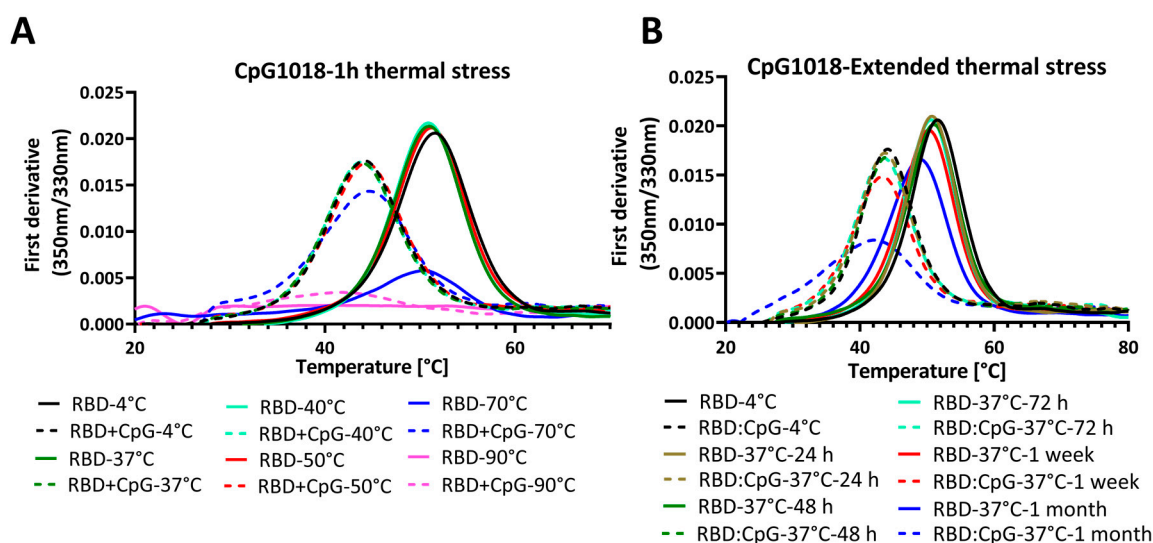 A
CpG1018-1h thermal stress
First derivative
(350nm/330nm)
0.025
0.020
0.015
0.010
0.005
0.000
20
40
60
Temperature [°C]
RBD-4°C
RBD+CpG-4°C
RBD-37°C
RBD+CpG-37°C
RBD-40°C
RBD+CpG-40°C
RBD-50°C
RBD+CpG-50°C
RBD-70°C
RBD+CpG-70°C
RBD-90°C
RBD+CpG-90°C
B
CpG1018-Extended thermal stress
First derivative
(350nm/330nm)
0.025
0.020
0.015
0.010
0.005
0.000
20
40
60
80
Temperature [°C]
RBD-4°C
RBD:CpG-4°C
RBD-37°C-24 h
RBD:CpG-37°C-24 h
RBD-37°C-48 h
RBD:CpG-37°C-48 h
RBD-37°C-72 h
RBD:CpG-37°C-72 h
RBD-37°C-1 week
RBD:CpG-37°C-1 week
RBD-37°C-1 month
RBD:CpG-37°C-1 month